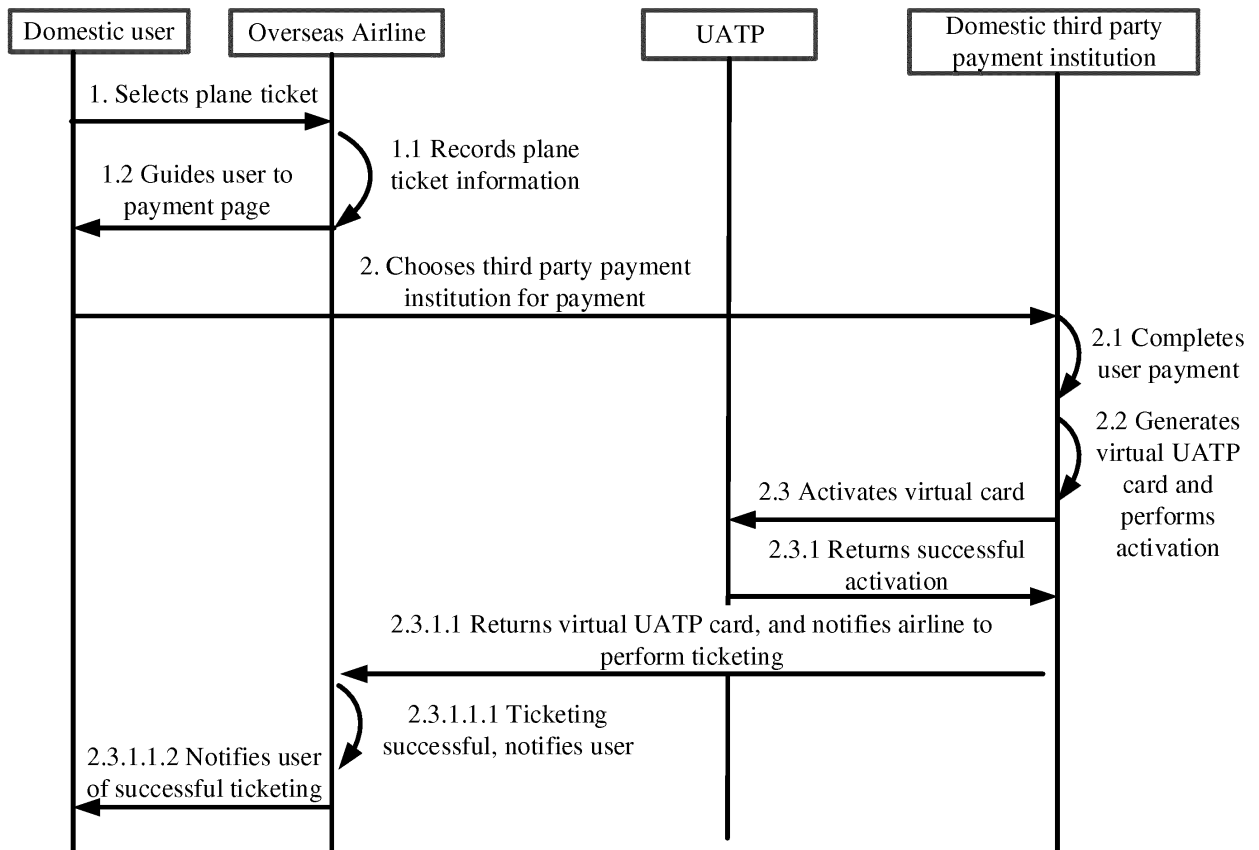 Domestic user
Overseas Airline
UATP
Domestic third party
payment institution
1. Selects plane ticket
1.1 Records plane
ticket information
1.2 Guides user to
payment page
2. Chooses third party payment
institution for payment
2.1 Completes
user payment
2.2 Generates
virtual UATP
card and
performs
activation
2.3 Activates virtual card
2.3.1 Returns successful
activation
2.3.1.1 Returns virtual UATP card, and notifies airline to
perform ticketing
2.3.1.1.1 Ticketing
successful, notifies user
2.3.1.1.2 Notifies user
of successful ticketing